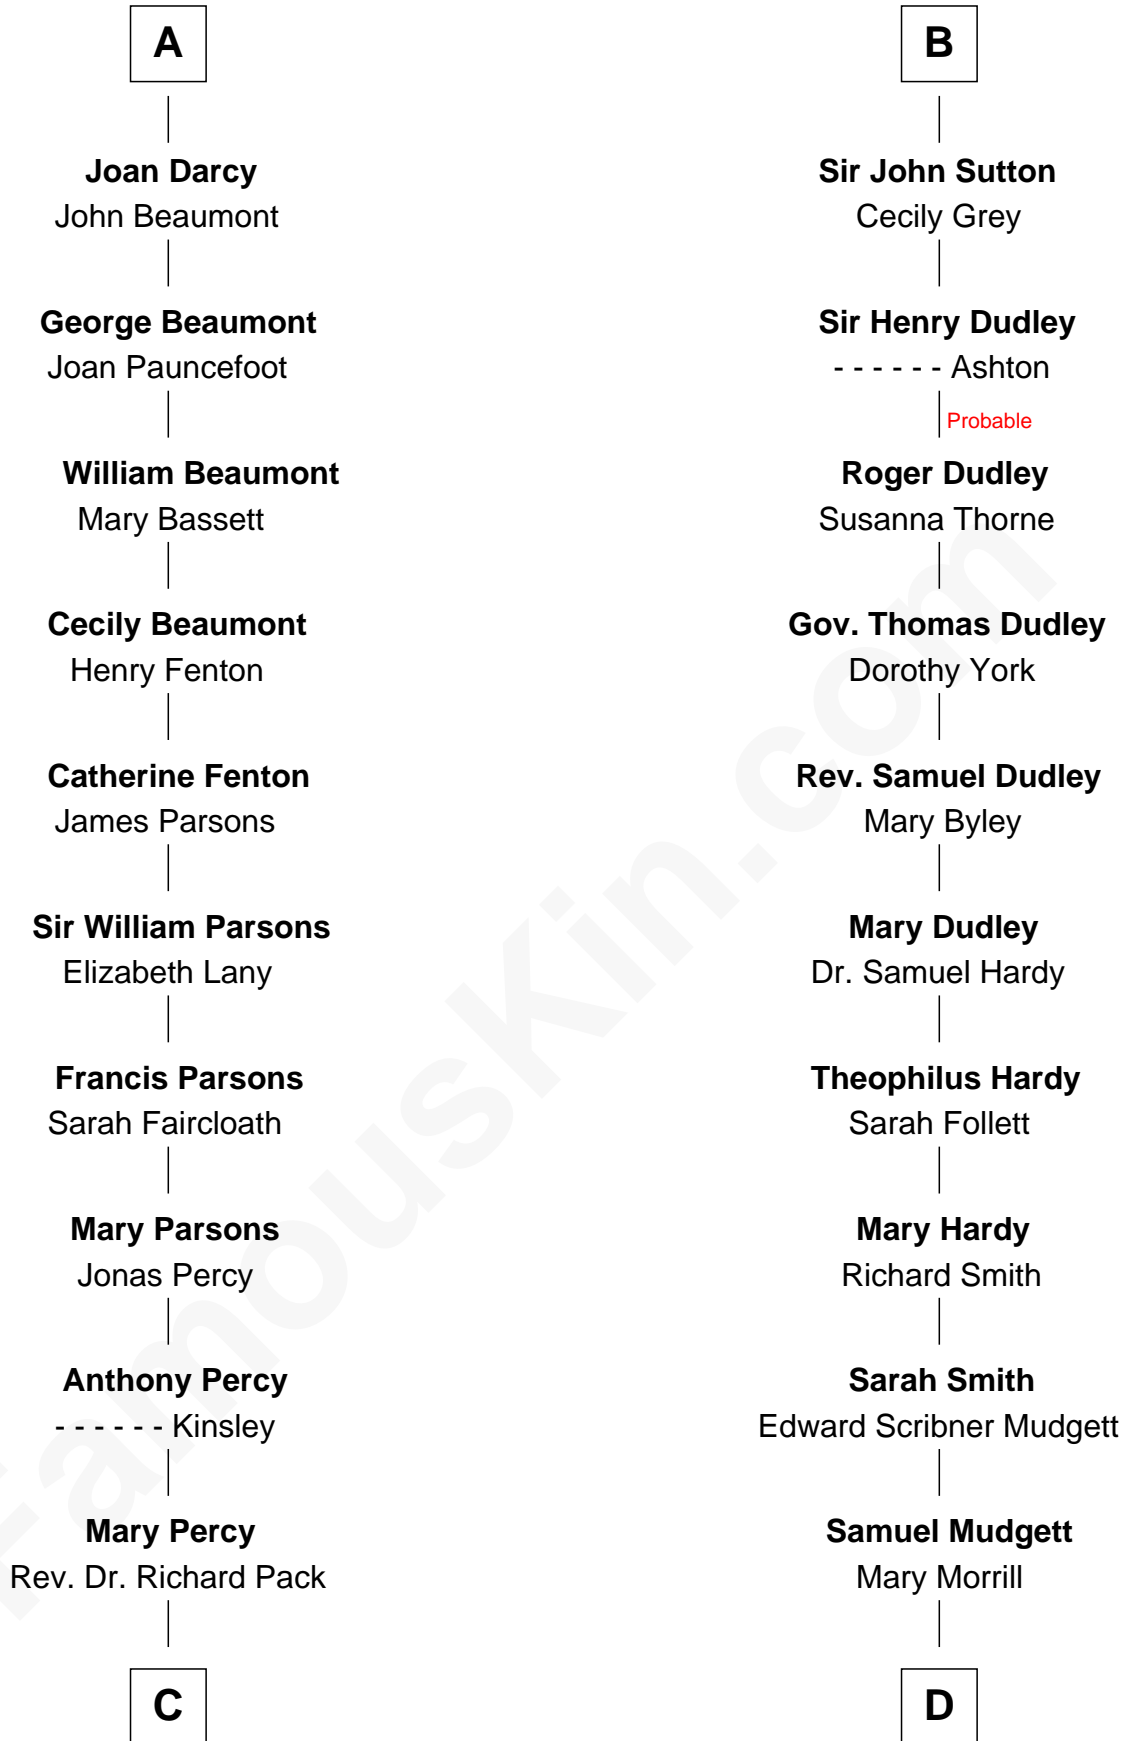 A
Joan Darcy
John Beaumont
George Beaumont
Joan Pauncefoot
William Beaumont
Mary Bassett
Cecily Beaumont
Henry Fenton
Catherine Fenton
James Parsons
Sir William Parsons
Elizabeth Lany
Francis Parsons
Sarah Faircloath
Mary Parsons
Jonas Percy
Anthony Percy
- - - - - - Kinsley
Mary Percy
Rev. Dr. Richard Pack
C
B
Sir John Sutton
Cecily Grey
Sir Henry Dudley
- - - - - - Ashton
Probable
Roger Dudley
Susanna Thorne
Gov. Thomas Dudley
Dorothy York
Rev. Samuel Dudley
Mary Byley
Mary Dudley
Dr. Samuel Hardy
Theophilus Hardy
Sarah Follett
Mary Hardy
Richard Smith
Sarah Smith
Edward Scribner Mudgett
Samuel Mudgett
Mary Morrill
D
FamousKin.com